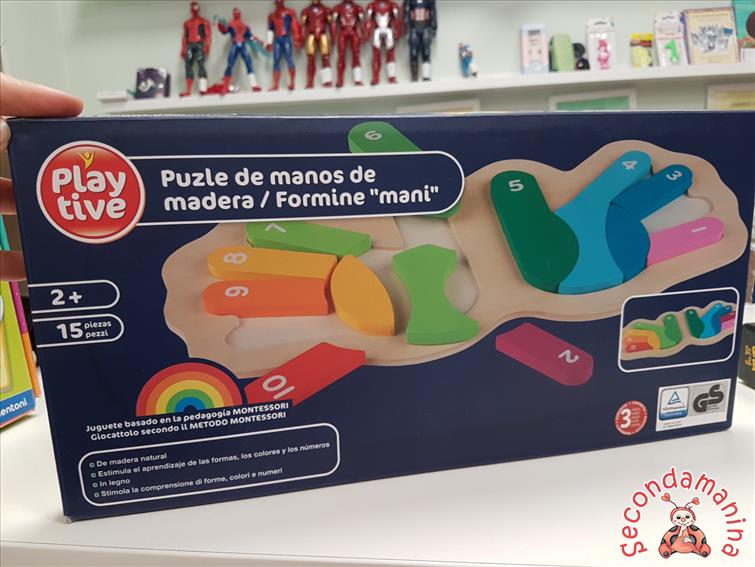 Play
tive
Puzle de manos de
madera / Formine "mani"
2+
15 piezas
pezzi
6
7
8
9
10
5
4
3
1
2
Juguete basado en la pedagogía MONTESSORI
Giocattolo secondo il METODO MONTESSORI
De madera natural
Estimula el aprendizaje de las formas, los colores y los números
In legno
Stimola la comprensione di forme, colori e numeri
3
GS
entoni
Secondamanina